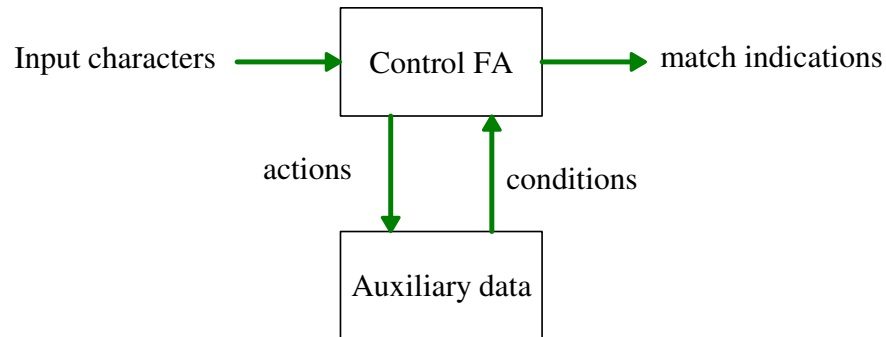 Input characters
Control FA
match indications
actions
conditions
Auxiliary data